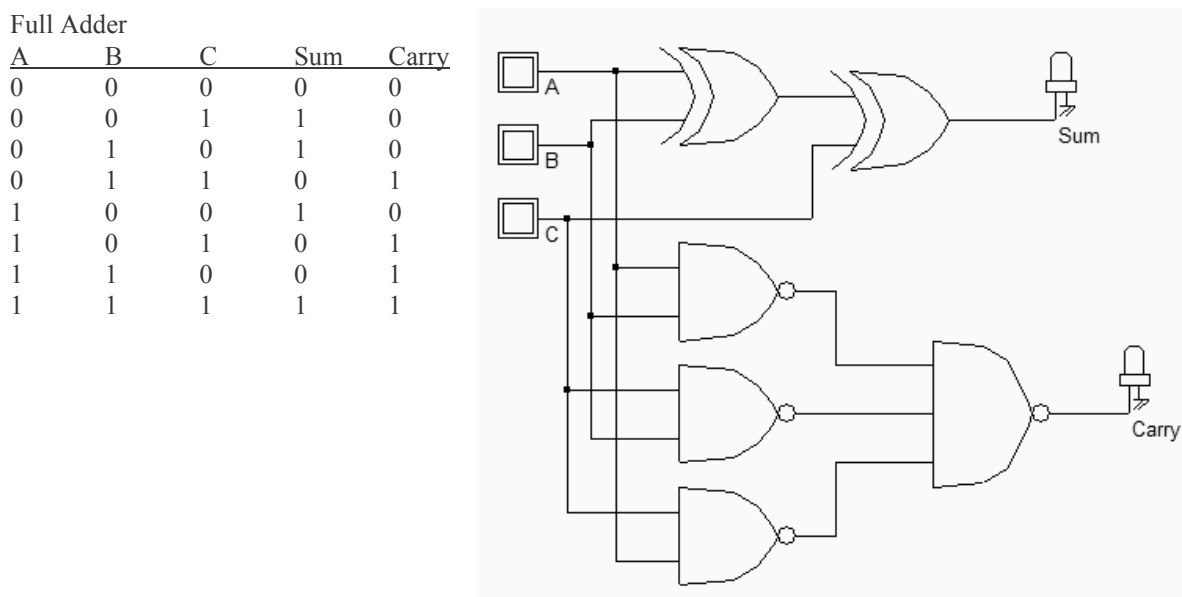 Full Adder
A B C Sum Carry
0 0 0 0 0
0 0 1 1 0
0 1 0 1 0
0 1 1 0 1
1 0 0 1 0
1 0 1 0 1
1 1 0 0 1
1 1 1 1 1
A
B
C
Sum
Carry